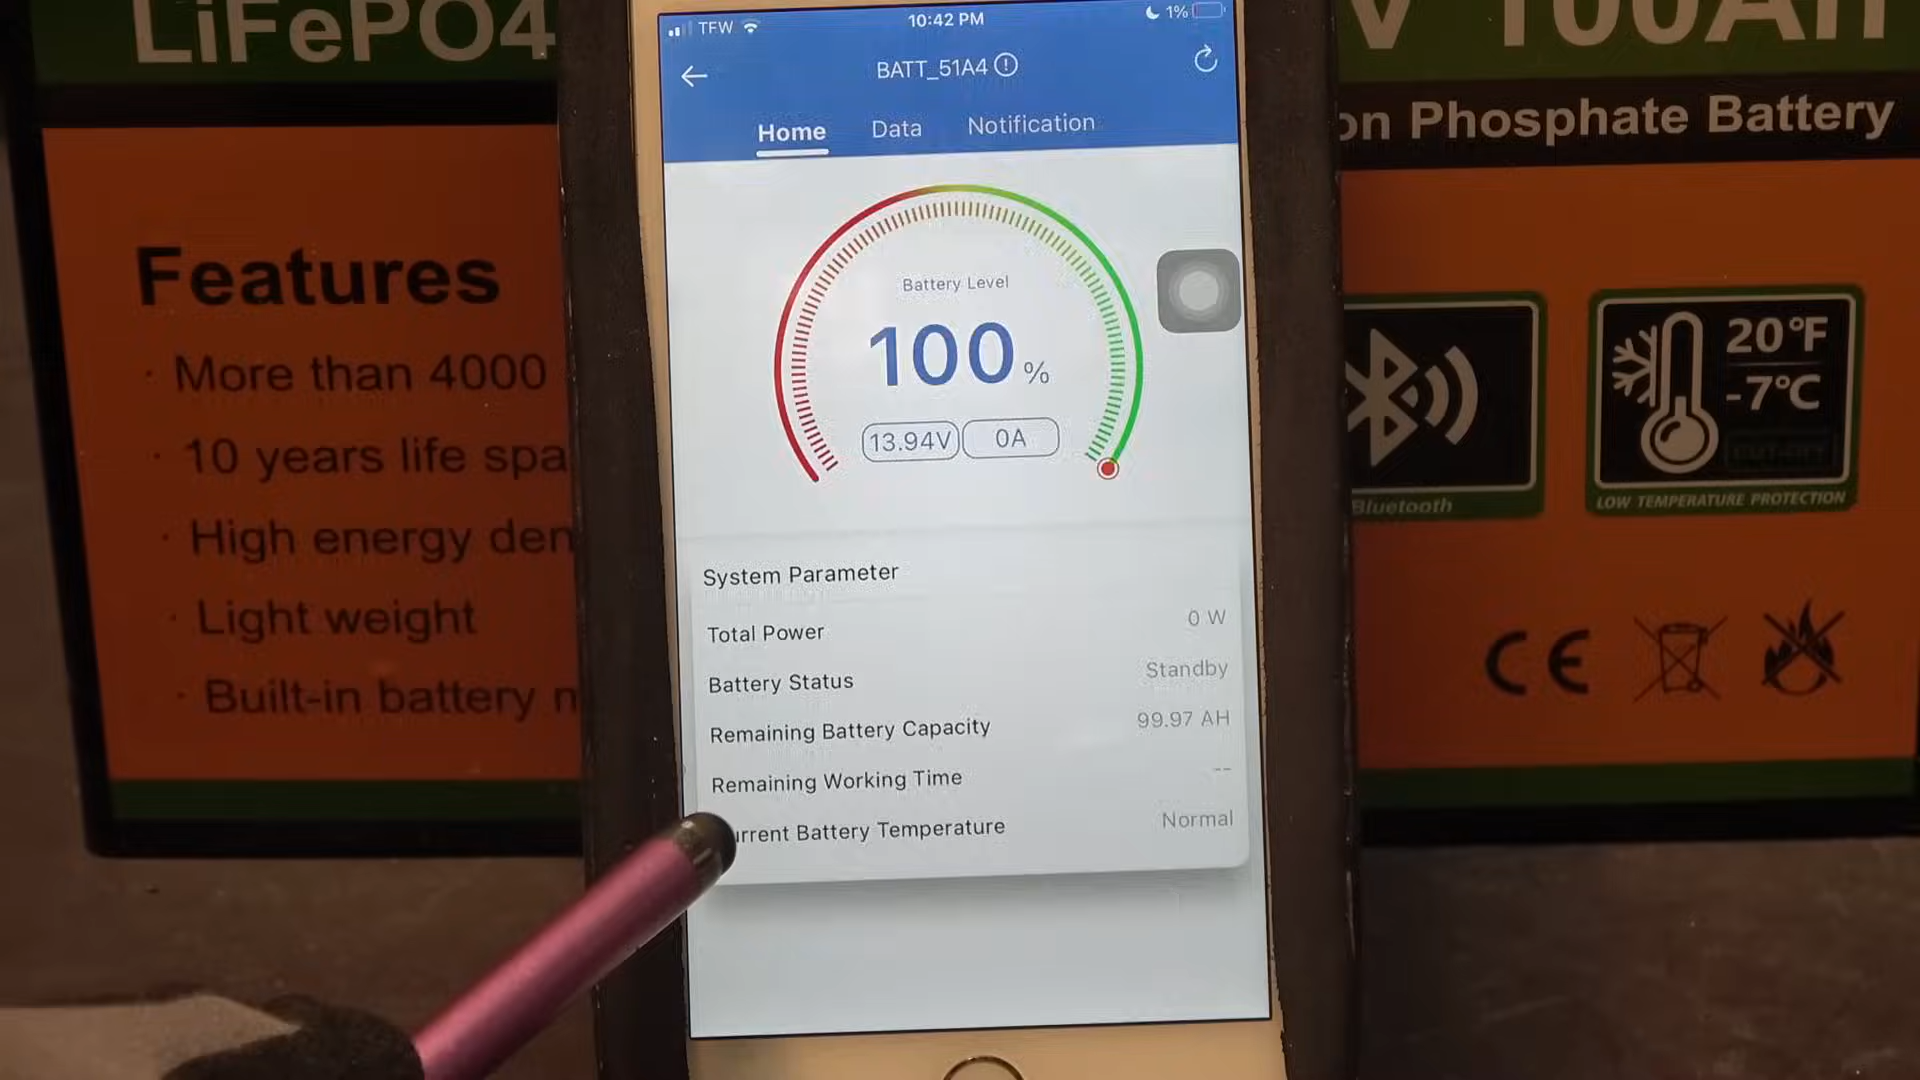 LiFePO4
V 100Ah
on Phosphate Battery
Features
· More than 4000
· 10 years life spa
· High energy den
· Light weight
· Built-in battery
TFW
10:42 PM
1%
BATT_51A4
Home
Data
Notification
Battery Level
100 %
13.94V
0A
System Parameter
Total Power
0 W
Battery Status
Standby
Remaining Battery Capacity
99.97 AH
Remaining Working Time
--
urrent Battery Temperature
Normal
Bluetooth
20°F
-7°C
LOW TEMPERATURE PROTECTION
CE